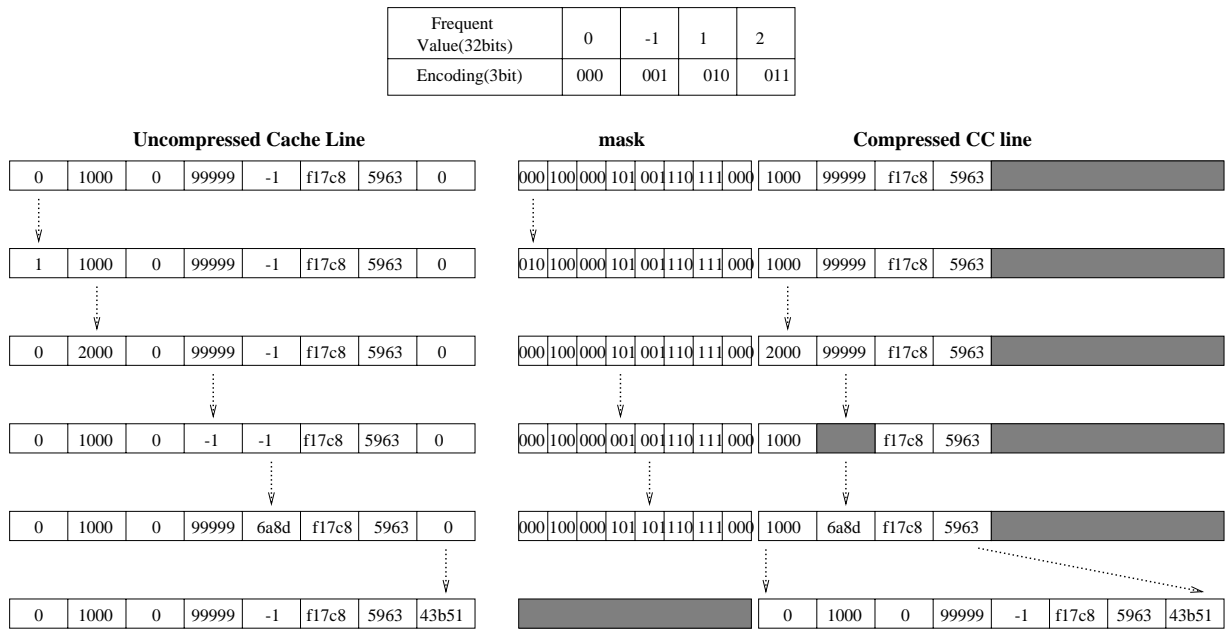 Frequent Value(32bits) 0 -1 1 2
Encoding(3bit) 000 001 010 011
Uncompressed Cache Line mask Compressed CC line
0 1000 0 99999 -1 f17c8 5963 0 000 100 000 101 001 110 111 000 1000 99999 f17c8 5963
1 1000 0 99999 -1 f17c8 5963 0 010 100 000 101 001 110 111 000 1000 99999 f17c8 5963
0 2000 0 99999 -1 f17c8 5963 0 000 100 000 101 001 110 111 000 2000 99999 f17c8 5963
0 1000 0 -1 -1 f17c8 5963 0 000 100 000 001 001 110 111 000 1000 f17c8 5963
0 1000 0 99999 6a8d f17c8 5963 0 000 100 000 101 101 110 111 000 1000 6a8d f17c8 5963
0 1000 0 99999 -1 f17c8 5963 43b51 0 1000 0 99999 -1 f17c8 5963 43b51